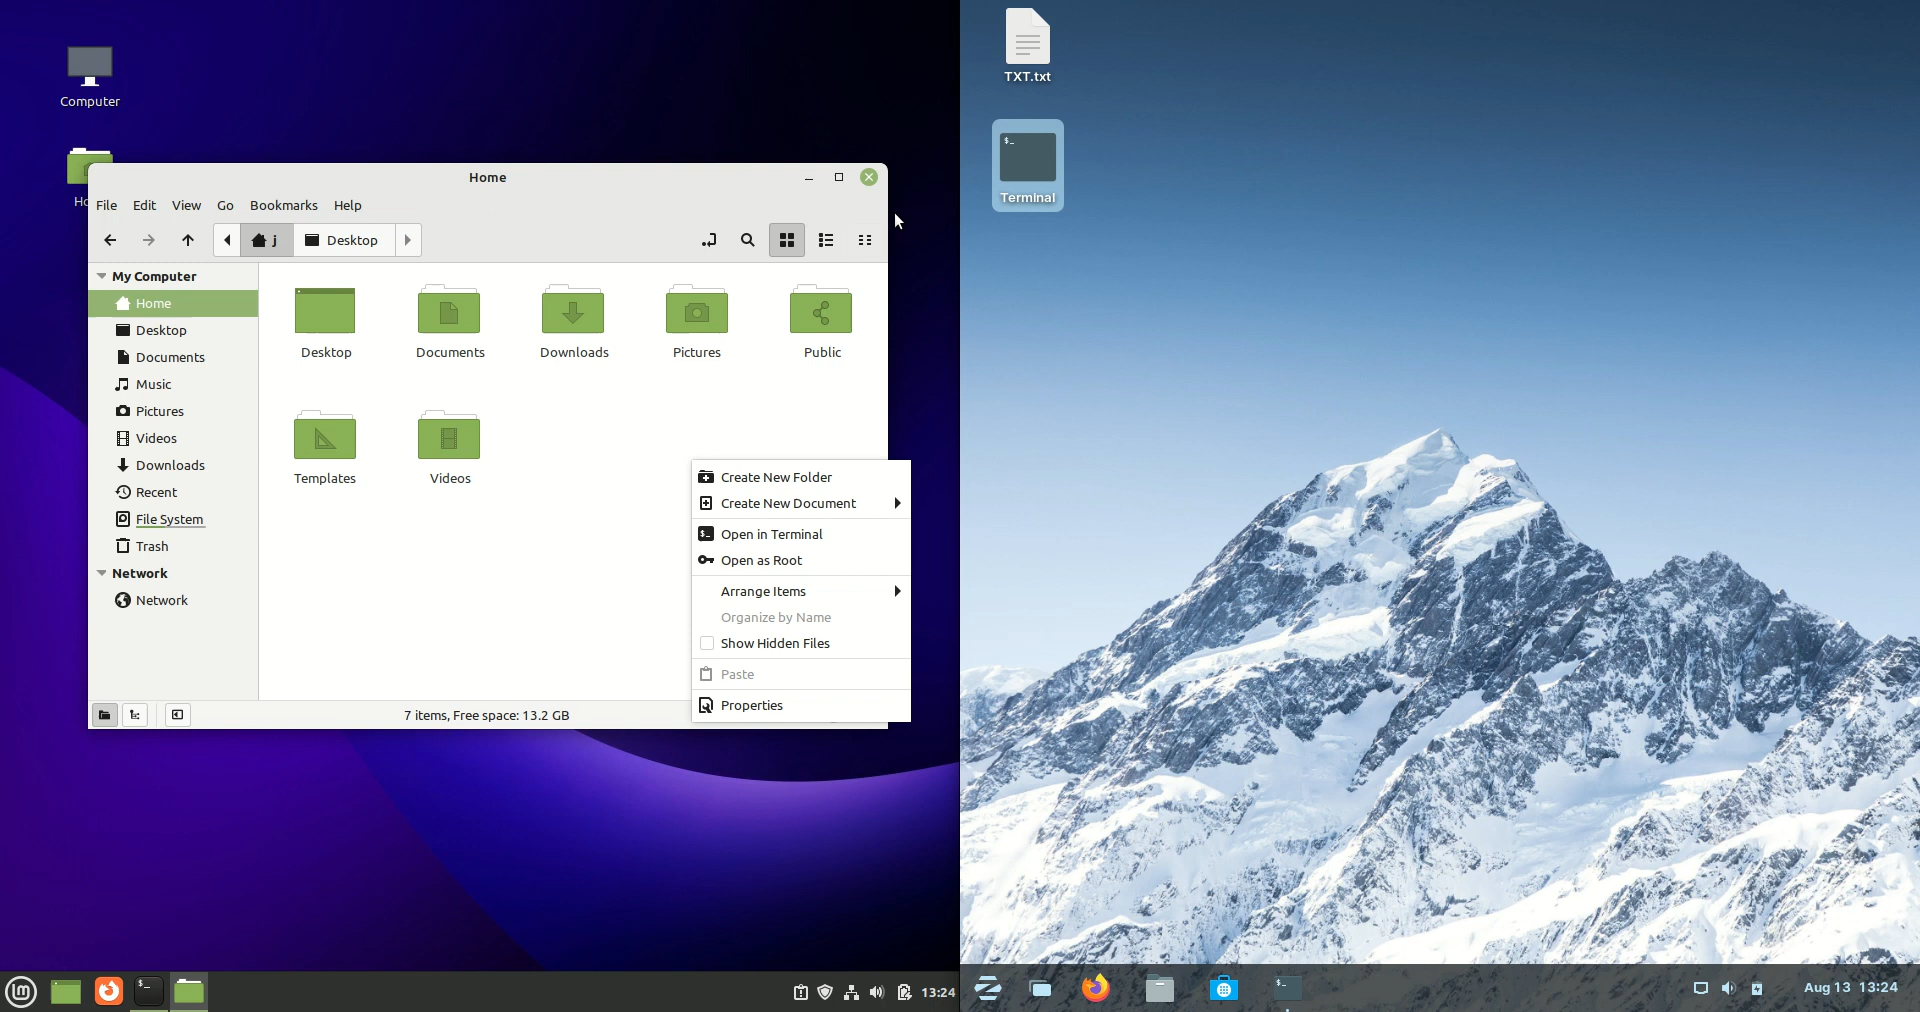 Computer
Ho
Home
File Edit View Go Bookmarks Help
j Desktop
My Computer
Home
Desktop
Documents
Music
Pictures
Videos
Downloads
Recent
File System
Trash
Network
Network
Desktop Documents Downloads Pictures Public
Templates Videos
Create New Folder
Create New Document
$_ Open in Terminal
Open as Root
Arrange Items
Organize by Name
Show Hidden Files
Paste
Properties
7 items, Free space: 13.2 GB
$_
13:24
TXT.txt
$_
Terminal
$_
Aug 13 13:24